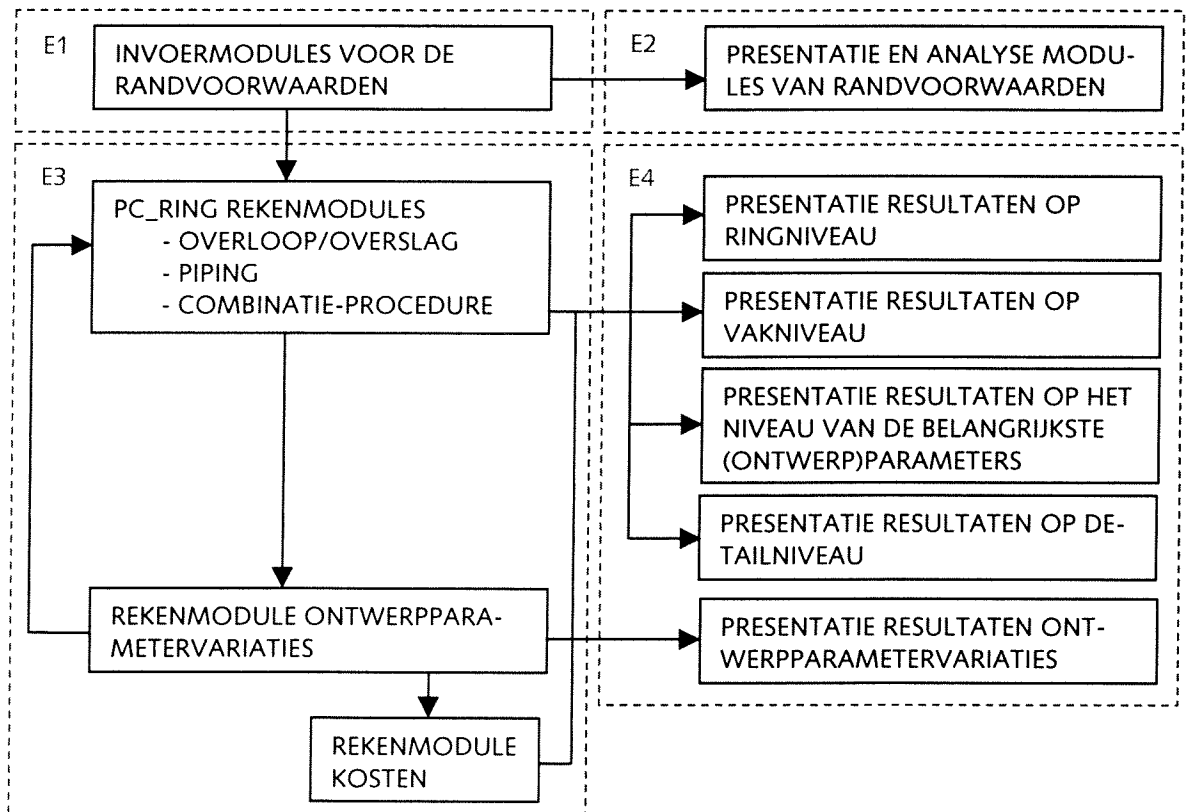 E1
INVOERMODULES VOOR DE
RANDVOORWAARDEN
E2
PRESENTATIE EN ANALYSE MODU-
LES VAN RANDVOORWAARDEN
E3
PC_RING REKENMODULES
- OVERLOOP/OVERSLAG
- PIPING
- COMBINATIE-PROCEDURE
REKENMODULE ONTWERPPARA-
METERVARIATIES
REKENMODULE
KOSTEN
E4
PRESENTATIE RESULTATEN OP
RINGNIVEAU
PRESENTATIE RESULTATEN OP
VAKNIVEAU
PRESENTATIE RESULTATEN OP HET
NIVEAU VAN DE BELANGRIJKSTE
(ONTWERP)PARAMETERS
PRESENTATIE RESULTATEN OP DE-
TAILNIVEAU
PRESENTATIE RESULTATEN ONT-
WERPPARAMETERVARIATIES